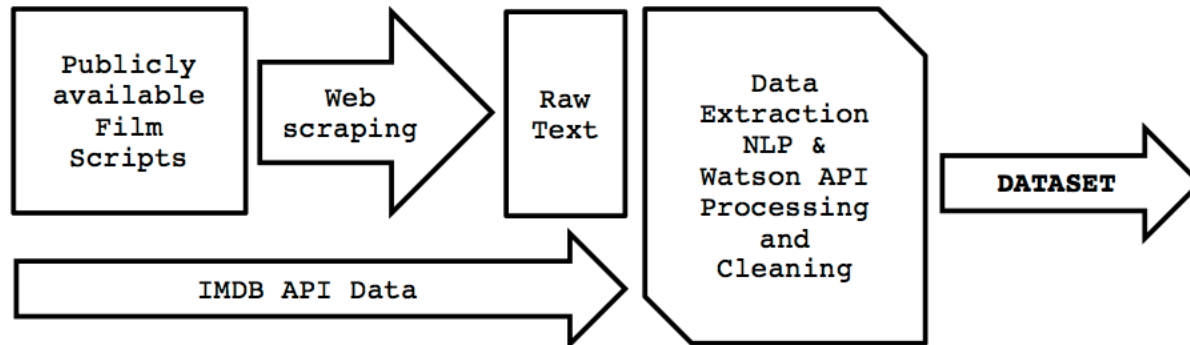 Publicly
available
Film
Scripts
Web
scraping
Raw
Text
Data
Extraction
NLP &
Watson API
Processing
and
Cleaning
DATASET
IMDB API Data